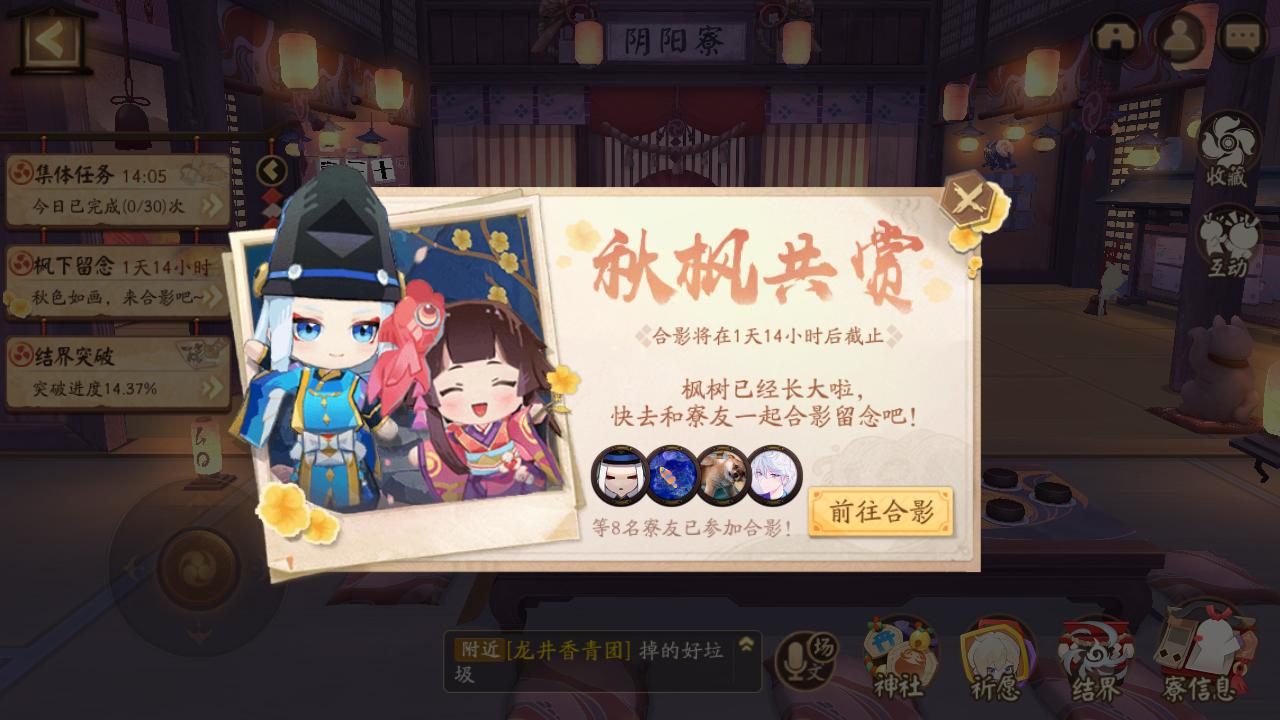 阴阳寮
集体任务 14:05
今日已完成(0/30)次
枫下留念 1天14小时
秋色如画，来合影吧~
结界突破
突破进度14.37%
收藏
互动
秋枫共赏
合影将在1天14小时后截止
枫树已经长大啦，
快去和寮友一起合影留念吧！
等8名寮友已参加合影！
前往合影
附近 [龙井香青团] 掉的好垃
圾
场
文
神社
祈愿
结界
寮信息